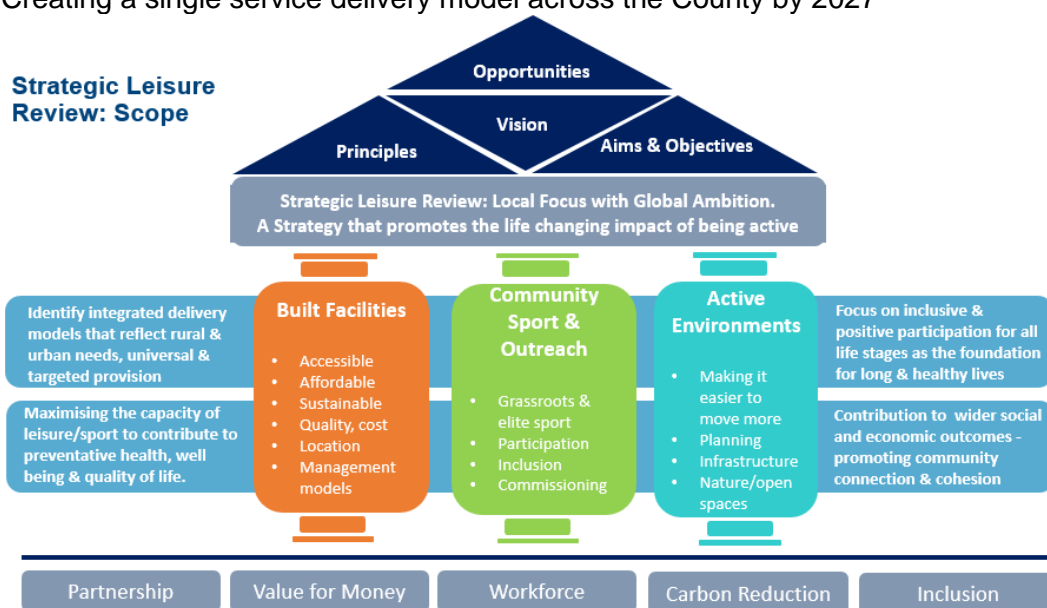 Creating a single service delivery model across the County by 2027
Strategic Leisure
Review: Scope
Opportunities
Vision
Principles
Aims & Objectives
Strategic Leisure Review: Local Focus with Global Ambition.
A Strategy that promotes the life changing impact of being active
Identify integrated delivery
models that reflect rural &
urban needs, universal &
targeted provision
Maximising the capacity of
leisure/sport to contribute to
preventative health, well
being & quality of life.
Built Facilities
• Accessible
• Affordable
• Sustainable
• Quality, cost
• Location
• Management
models
Community
Sport &
Outreach
• Grassroots &
elite sport
• Participation
• Inclusion
• Commissioning
Active
Environments
• Making it
easier to
move more
• Planning
• Infrastructure
• Nature/open
spaces
Focus on inclusive &
positive participation for all
life stages as the foundation
for long & healthy lives
Contribution to wider social
and economic outcomes -
promoting community
connection & cohesion
Partnership
Value for Money
Workforce
Carbon Reduction
Inclusion